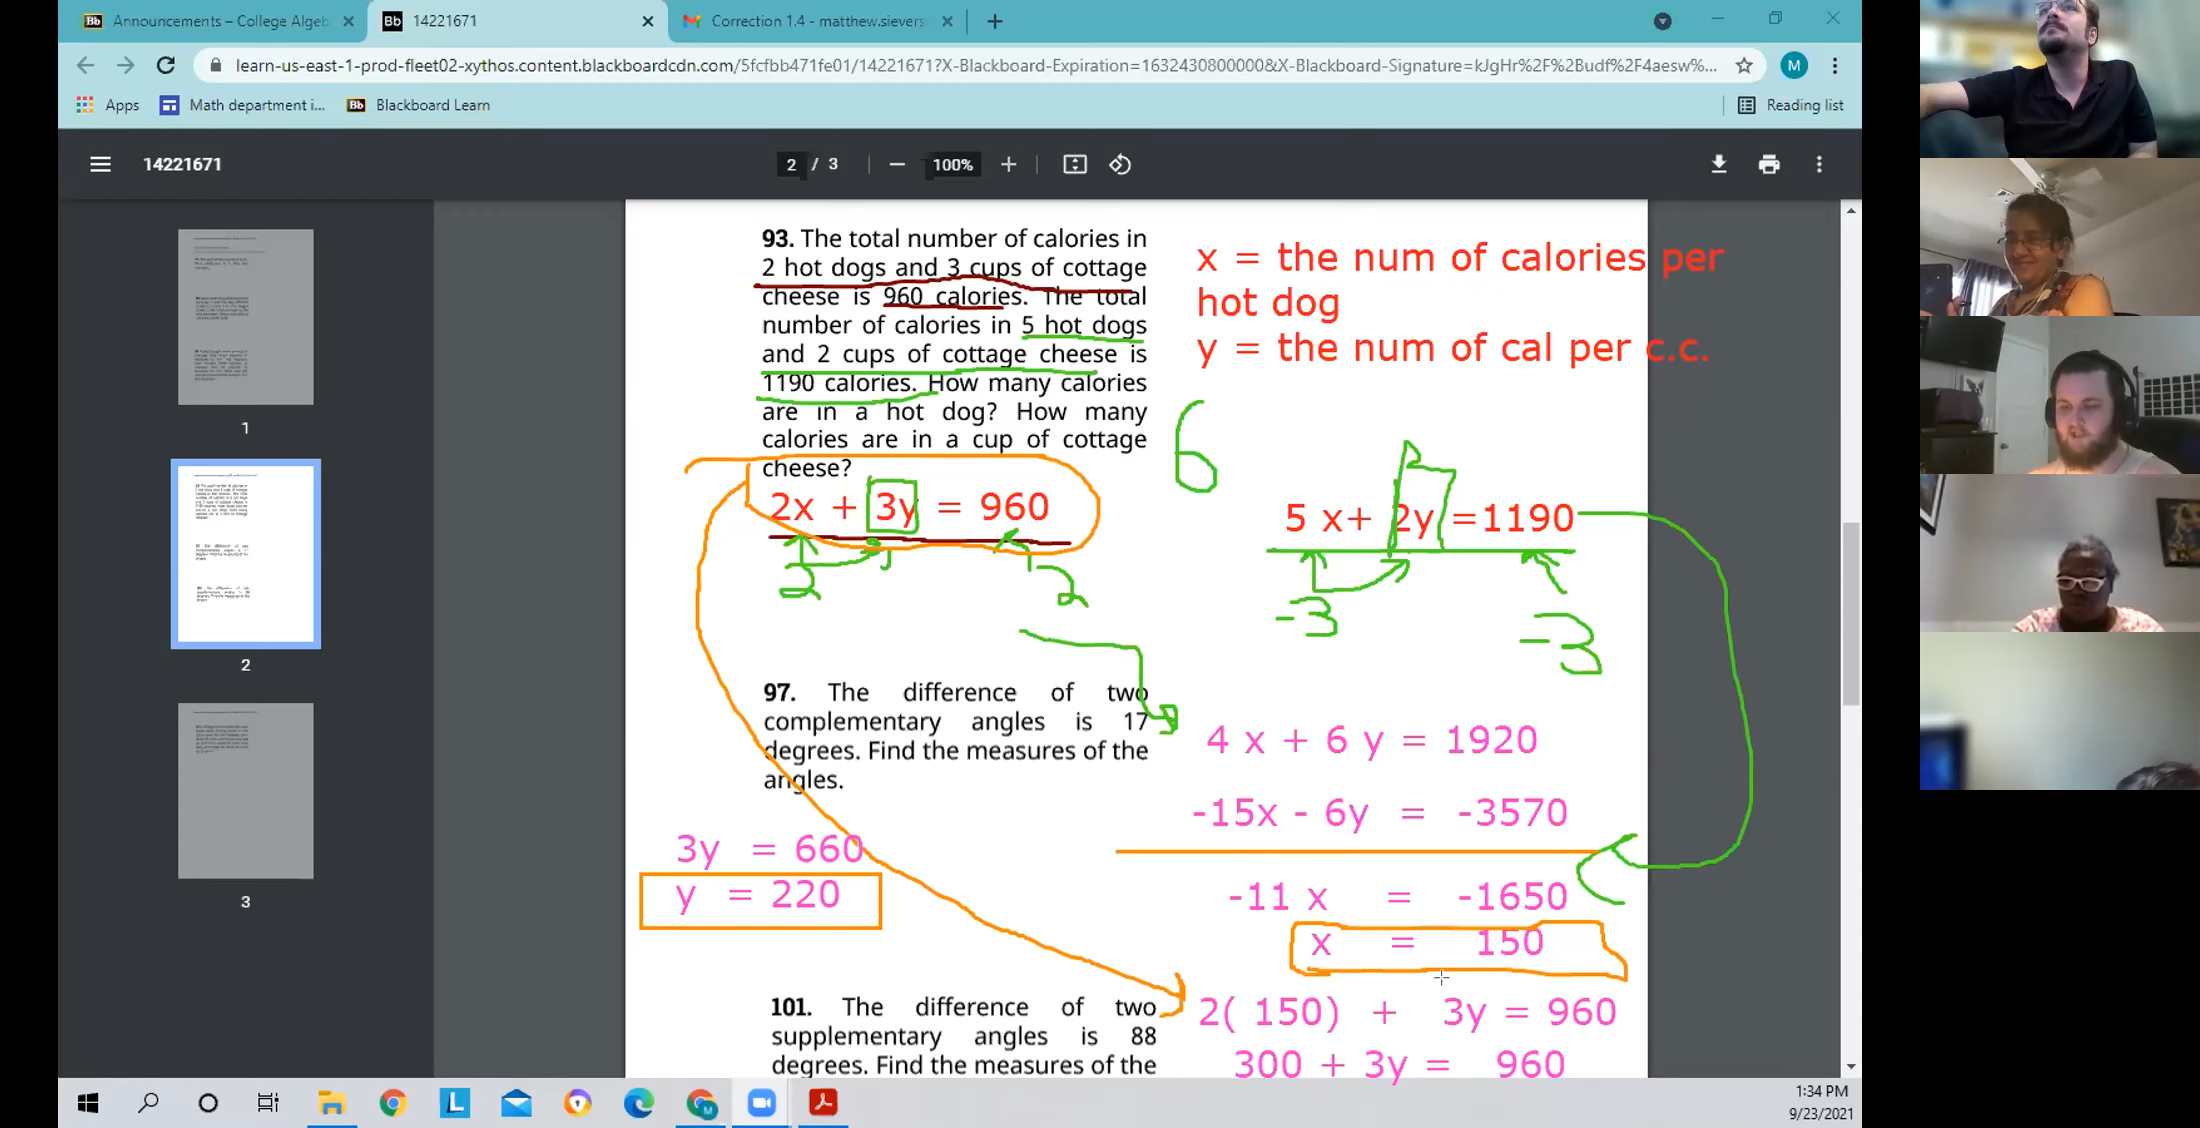 Announcements – College Algeb
14221671
Correction 1.4 - matthew.sievers
learn-us-east-1-prod-fleet02-xythos.content.blackboardcdn.com/5fcfbb471fe01/14221671?X-Blackboard-Expiration=1632430800000&X-Blackboard-Signature=kJgHr%2F%2Budf%2F4aesw%...
M
Apps
Math department i...
Bb Blackboard Learn
Reading list
14221671
2 / 3
100%
1
2
3
93. The total number of calories in
2 hot dogs and 3 cups of cottage
cheese is 960 calories. The total
number of calories in 5 hot dogs
and 2 cups of cottage cheese is
1190 calories. How many calories
are in a hot dog? How many
calories are in a cup of cottage
cheese?
x = the num of calories per
hot dog
y = the num of cal per c.c.
6
2x + 3y = 960
2
2
5 x+ 2y =1190
-3
-3
97. The difference of two
complementary angles is 17
degrees. Find the measures of the
angles.
4 x + 6 y = 1920
-15x - 6y = -3570
-11 x = -1650
x = 150
2( 150) + 3y = 960
300 + 3y = 960
3y = 660
y = 220
101. The difference of two
supplementary angles is 88
degrees. Find the measures of the
1:34 PM
9/23/2021